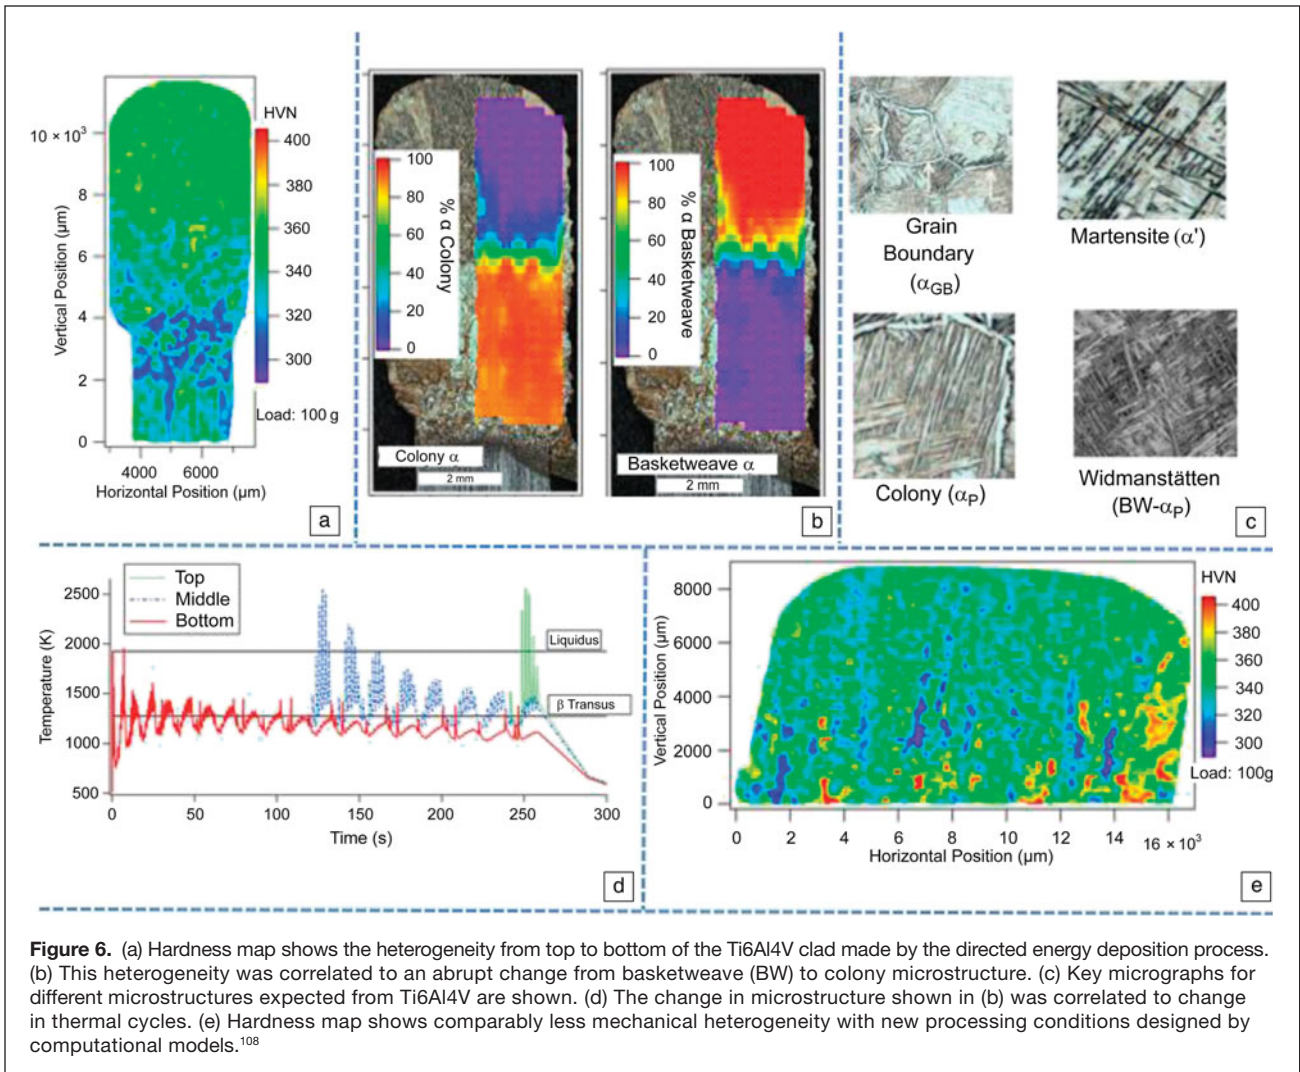 HVN
10 × 10³
8
6
4
2
0
400
380
360
340
320
300
Load: 100 g
Vertical Position (µm)
4000 6000
Horizontal Position (µm)
a
100
80
60
40
20
0
% α Colony
Colony α
2 mm
100
80
60
40
20
0
% α Basketweave
Basketweave α
2 mm
b
Grain
Boundary
(αGB)
Martensite (α')
Colony (αP)
Widmanstätten
(BW-αP)
c
Top
Middle
Bottom
Liquidus
β Transus
2500
2000
1500
1000
500
Temperature (K)
0 50 100 150 200 250 300
Time (s)
d
HVN
8000
6000
4000
2000
0
Vertical Position (µm)
400
380
360
340
320
300
Load: 100g
0 2 4 6 8 10 12 14 16 × 10³
Horizontal Position (µm)
e
Figure 6. (a) Hardness map shows the heterogeneity from top to bottom of the Ti6Al4V clad made by the directed energy deposition process.
(b) This heterogeneity was correlated to an abrupt change from basketweave (BW) to colony microstructure. (c) Key micrographs for
different microstructures expected from Ti6Al4V are shown. (d) The change in microstructure shown in (b) was correlated to change
in thermal cycles. (e) Hardness map shows comparably less mechanical heterogeneity with new processing conditions designed by
computational models.¹⁰⁸